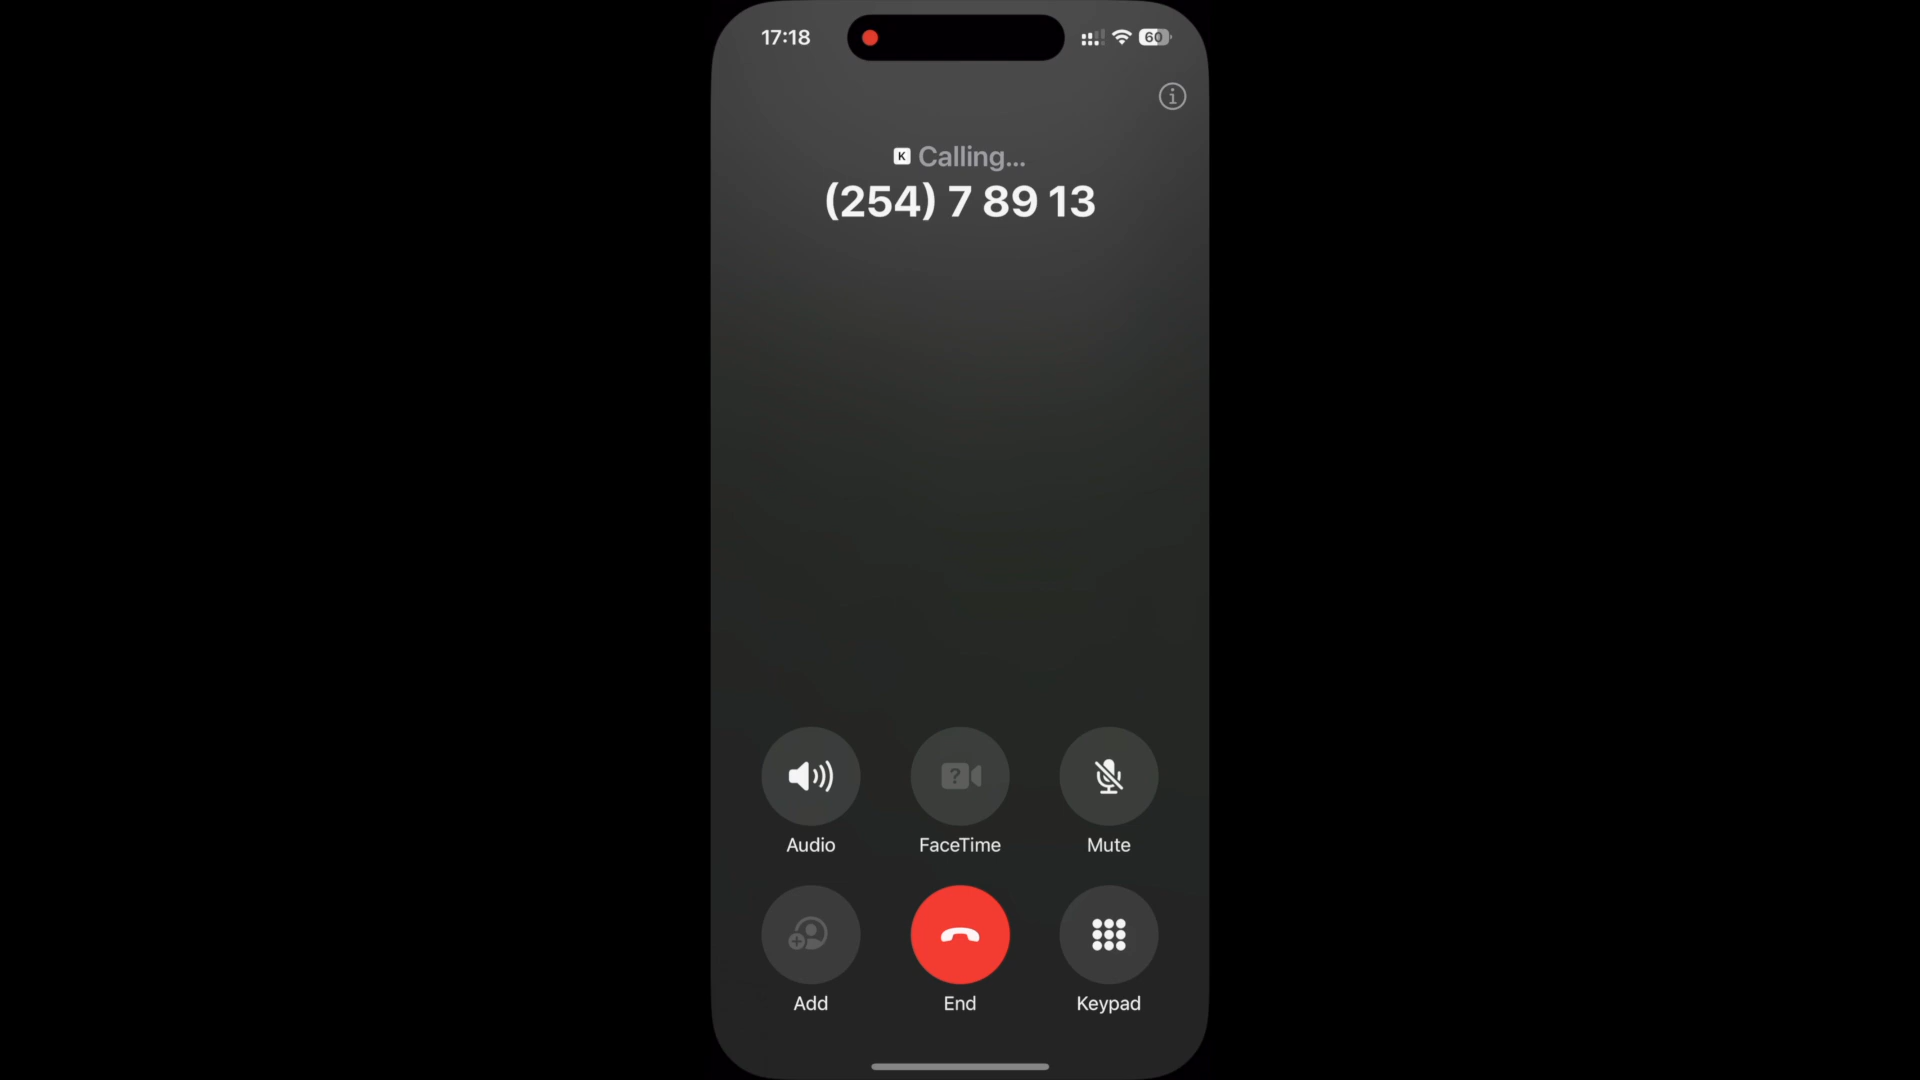 17:18
60
K Calling...
(254) 7 89 13
?
Audio
FaceTime
Mute
Add
End
Keypad